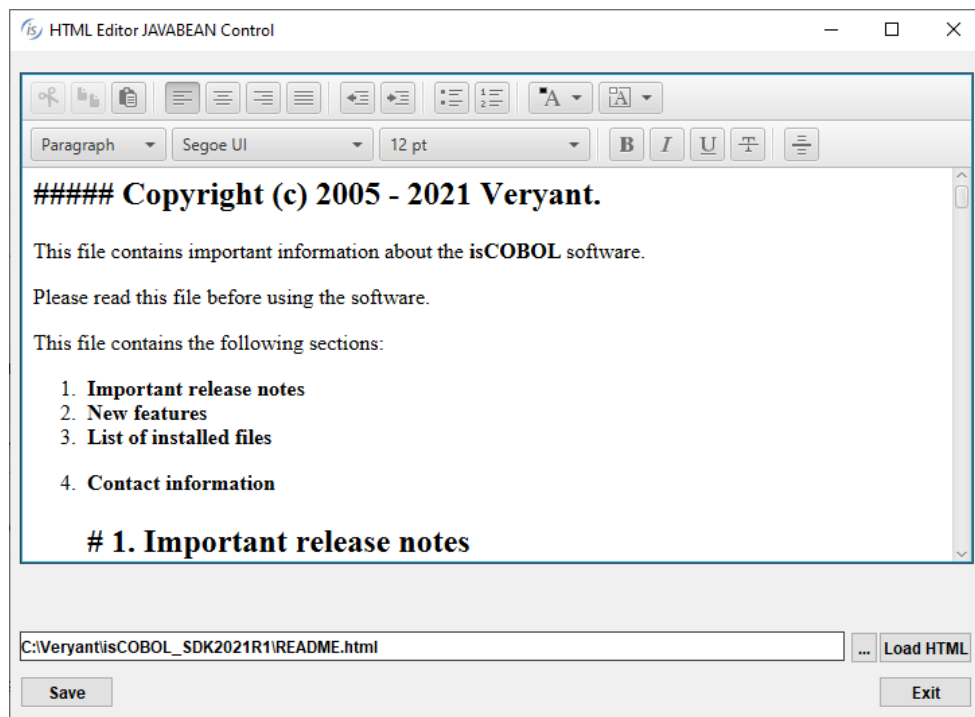 is HTML Editor JAVABEAN Control
Paragraph Segoe UI 12 pt B I U T
##### Copyright (c) 2005 - 2021 Veryant.
This file contains important information about the isCOBOL software.
Please read this file before using the software.
This file contains the following sections:
1. Important release notes
2. New features
3. List of installed files
4. Contact information
# 1. Important release notes
C:\Veryant\isCOBOL_SDK2021R1\README.html ... Load HTML
Save Exit